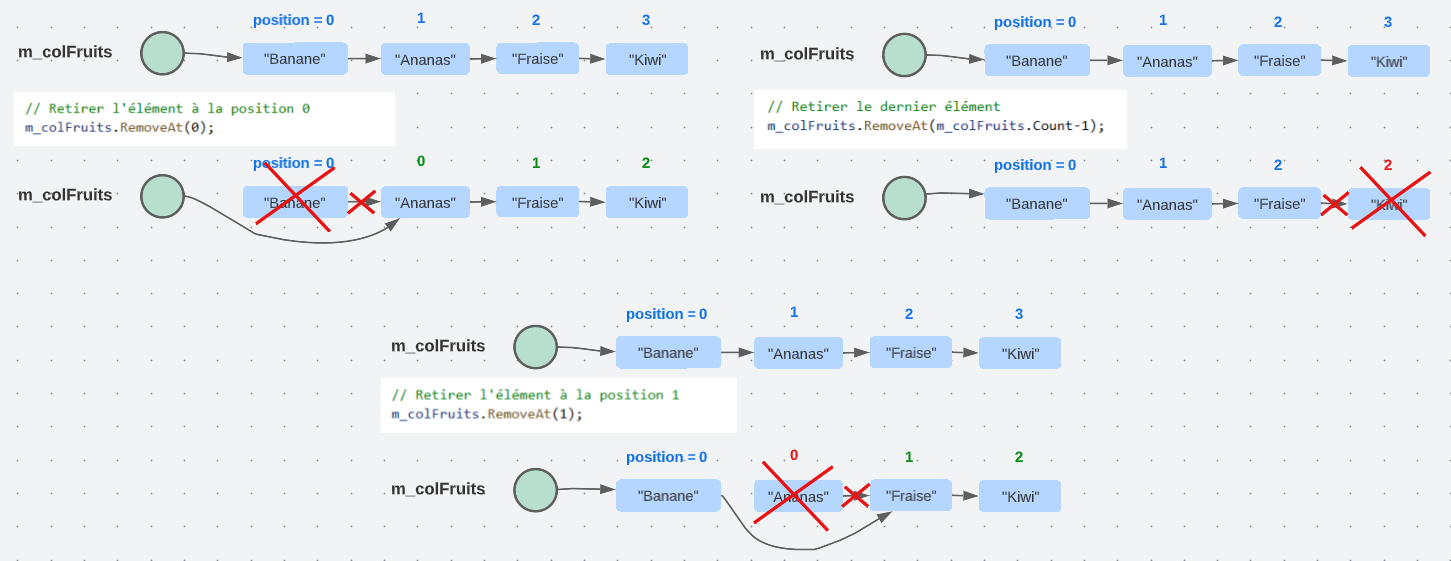 position = 0 1 2 3
m_colFruits "Banane" "Ananas" "Fraise" "Kiwi"
// Retirer l'élément à la position 0
m_colFruits.RemoveAt(0);
position = 0 0 1 2
m_colFruits "Banane" "Ananas" "Fraise" "Kiwi"
position = 0 1 2 3
m_colFruits "Banane" "Ananas" "Fraise" "Kiwi"
// Retirer le dernier élément
m_colFruits.RemoveAt(m_colFruits.Count-1);
position = 0 1 2 2
m_colFruits "Banane" "Ananas" "Fraise" "Kiwi"
position = 0 1 2 3
m_colFruits "Banane" "Ananas" "Fraise" "Kiwi"
// Retirer l'élément à la position 1
m_colFruits.RemoveAt(1);
position = 0 0 1 2
m_colFruits "Banane" "Ananas" "Fraise" "Kiwi"